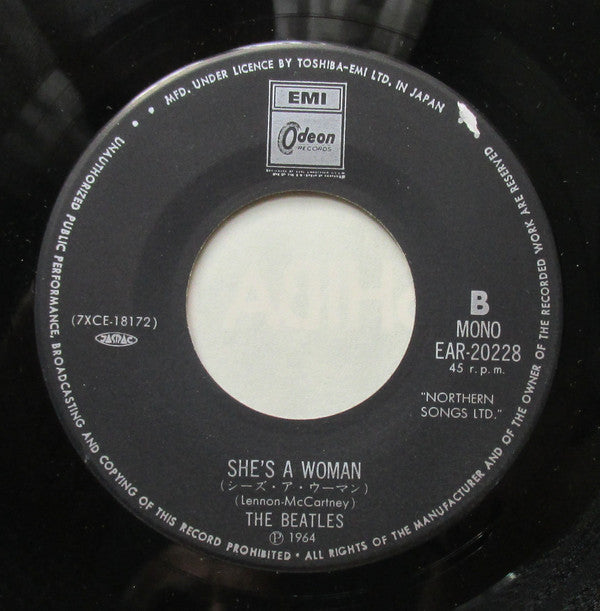 MFD. UNDER LICENCE BY TOSHIBA-EMI LTD. IN JAPAN
UNAUTHORIZED PUBLIC PERFORMANCE, BROADCASTING AND COPYING OF THIS RECORD PROHIBITED • ALL RIGHTS OF THE MANUFACTURER AND OF THE OWNER OF THE RECORDED WORK ARE RESERVED
EMI
Odeon
RECORDS
(7XCE-18172)
JASRAC
B
MONO
EAR-20228
45 r.p.m.
"NORTHERN
SONGS LTD."
SHE'S A WOMAN
(シーズ・ア・ウーマン)
(Lennon-McCartney)
THE BEATLES
Ⓟ 1964